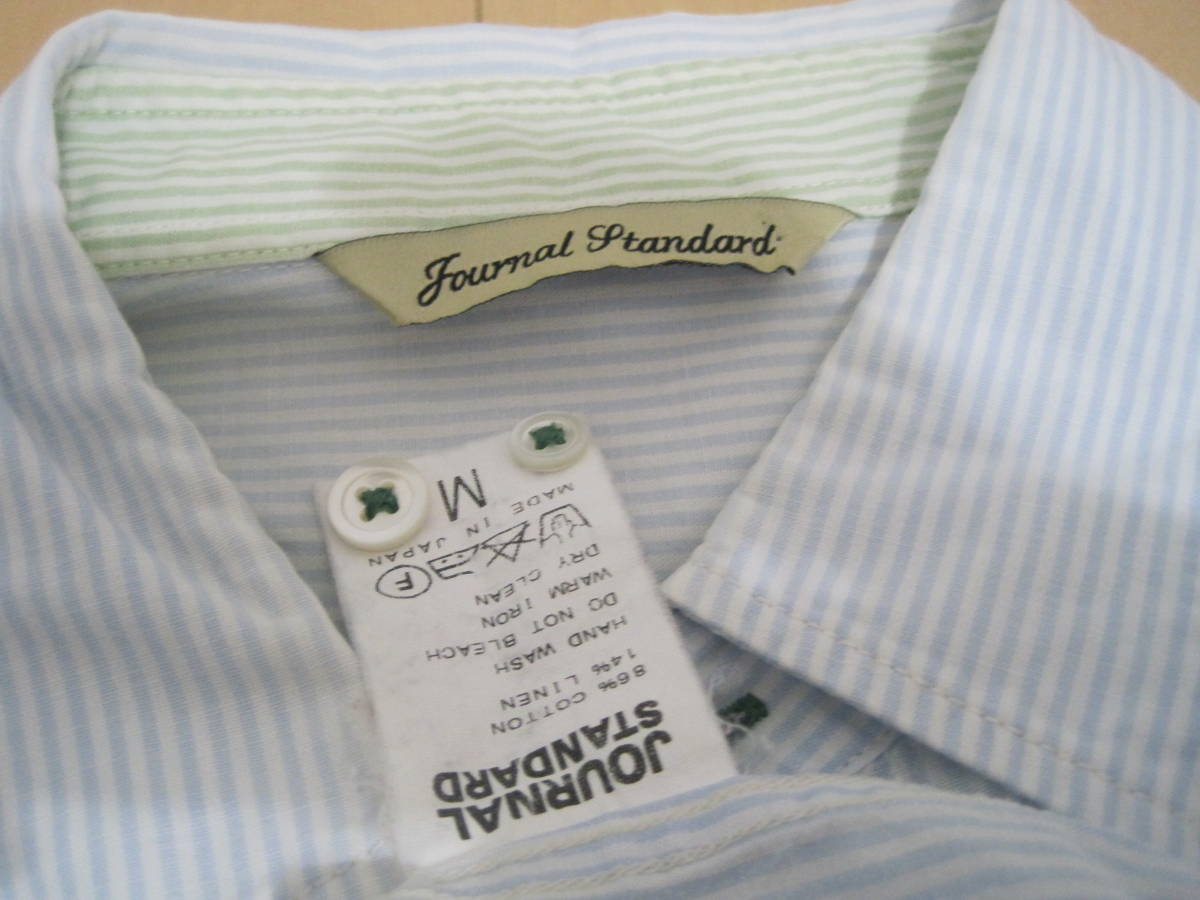 Journal Standard
JOURNAL
STANDARD
86% COTTON
14% LINEN
HAND WASH
DO NOT BLEACH
WARM IRON
DRY CLEAN
F
MADE IN JAPAN
M